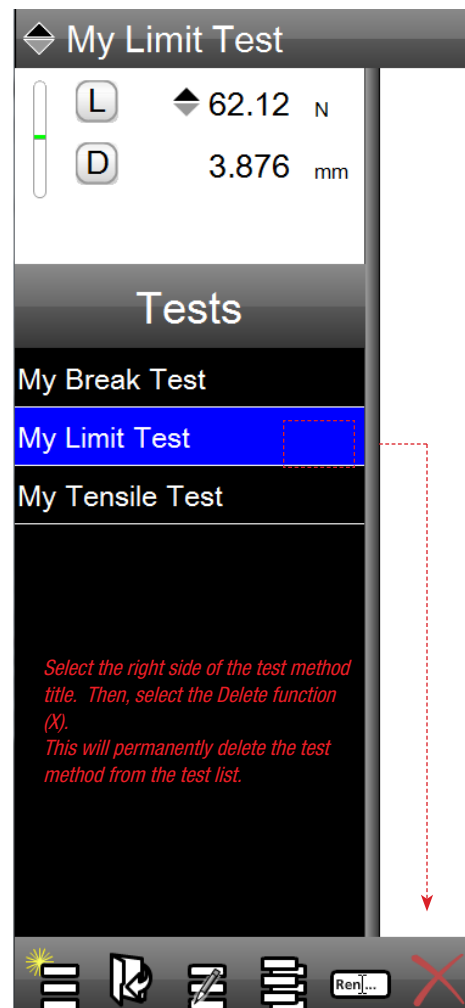 My Limit Test
L 62.12 N
D 3.876 mm
Tests
My Break Test
My Limit Test
My Tensile Test
Select the right side of the test method
title. Then, select the Delete function
(X).
This will permanently delete the test
method from the test list.
Ren...